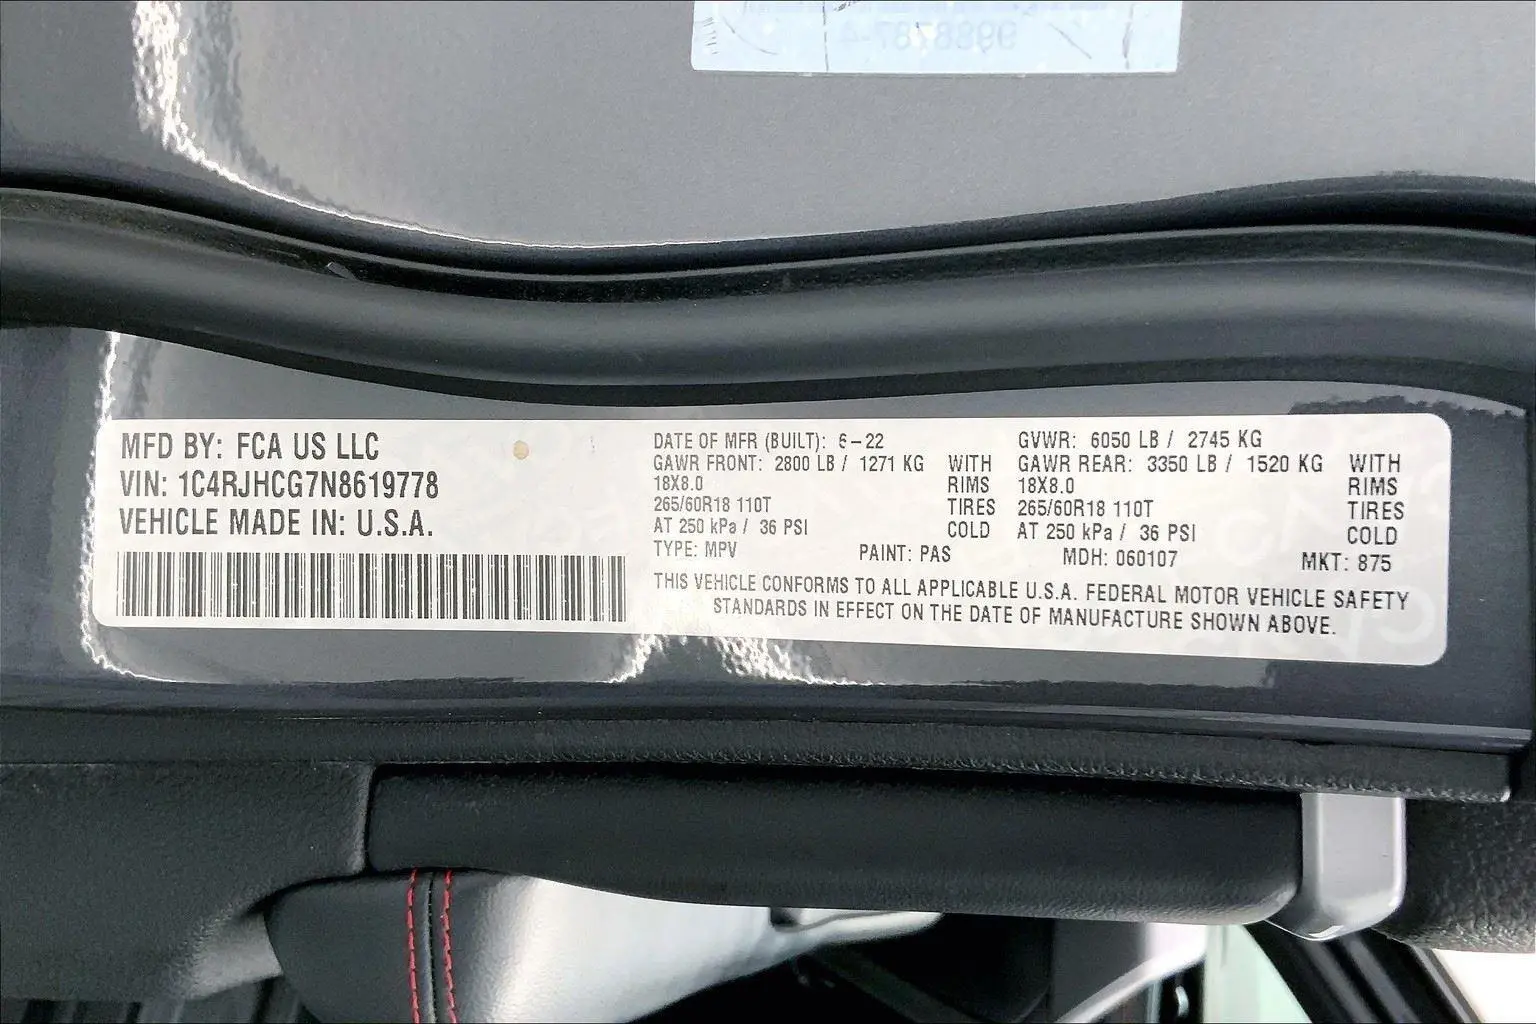 MFD BY: FCA US LLC
VIN: 1C4RJHCG7N8619778
VEHICLE MADE IN: U.S.A.
DATE OF MFR (BUILT): 6-22
GAWR FRONT: 2800 LB / 1271 KG WITH
18X8.0 RIMS
265/60R18 110T TIRES
AT 250 kPa / 36 PSI COLD
GVWR: 6050 LB / 2745 KG
GAWR REAR: 3350 LB / 1520 KG WITH
18X8.0 RIMS
265/60R18 110T TIRES
AT 250 kPa / 36 PSI COLD
TYPE: MPV PAINT: PAS MDH: 060107 MKT: 875
THIS VEHICLE CONFORMS TO ALL APPLICABLE U.S.A. FEDERAL MOTOR VEHICLE SAFETY
STANDARDS IN EFFECT ON THE DATE OF MANUFACTURE SHOWN ABOVE.